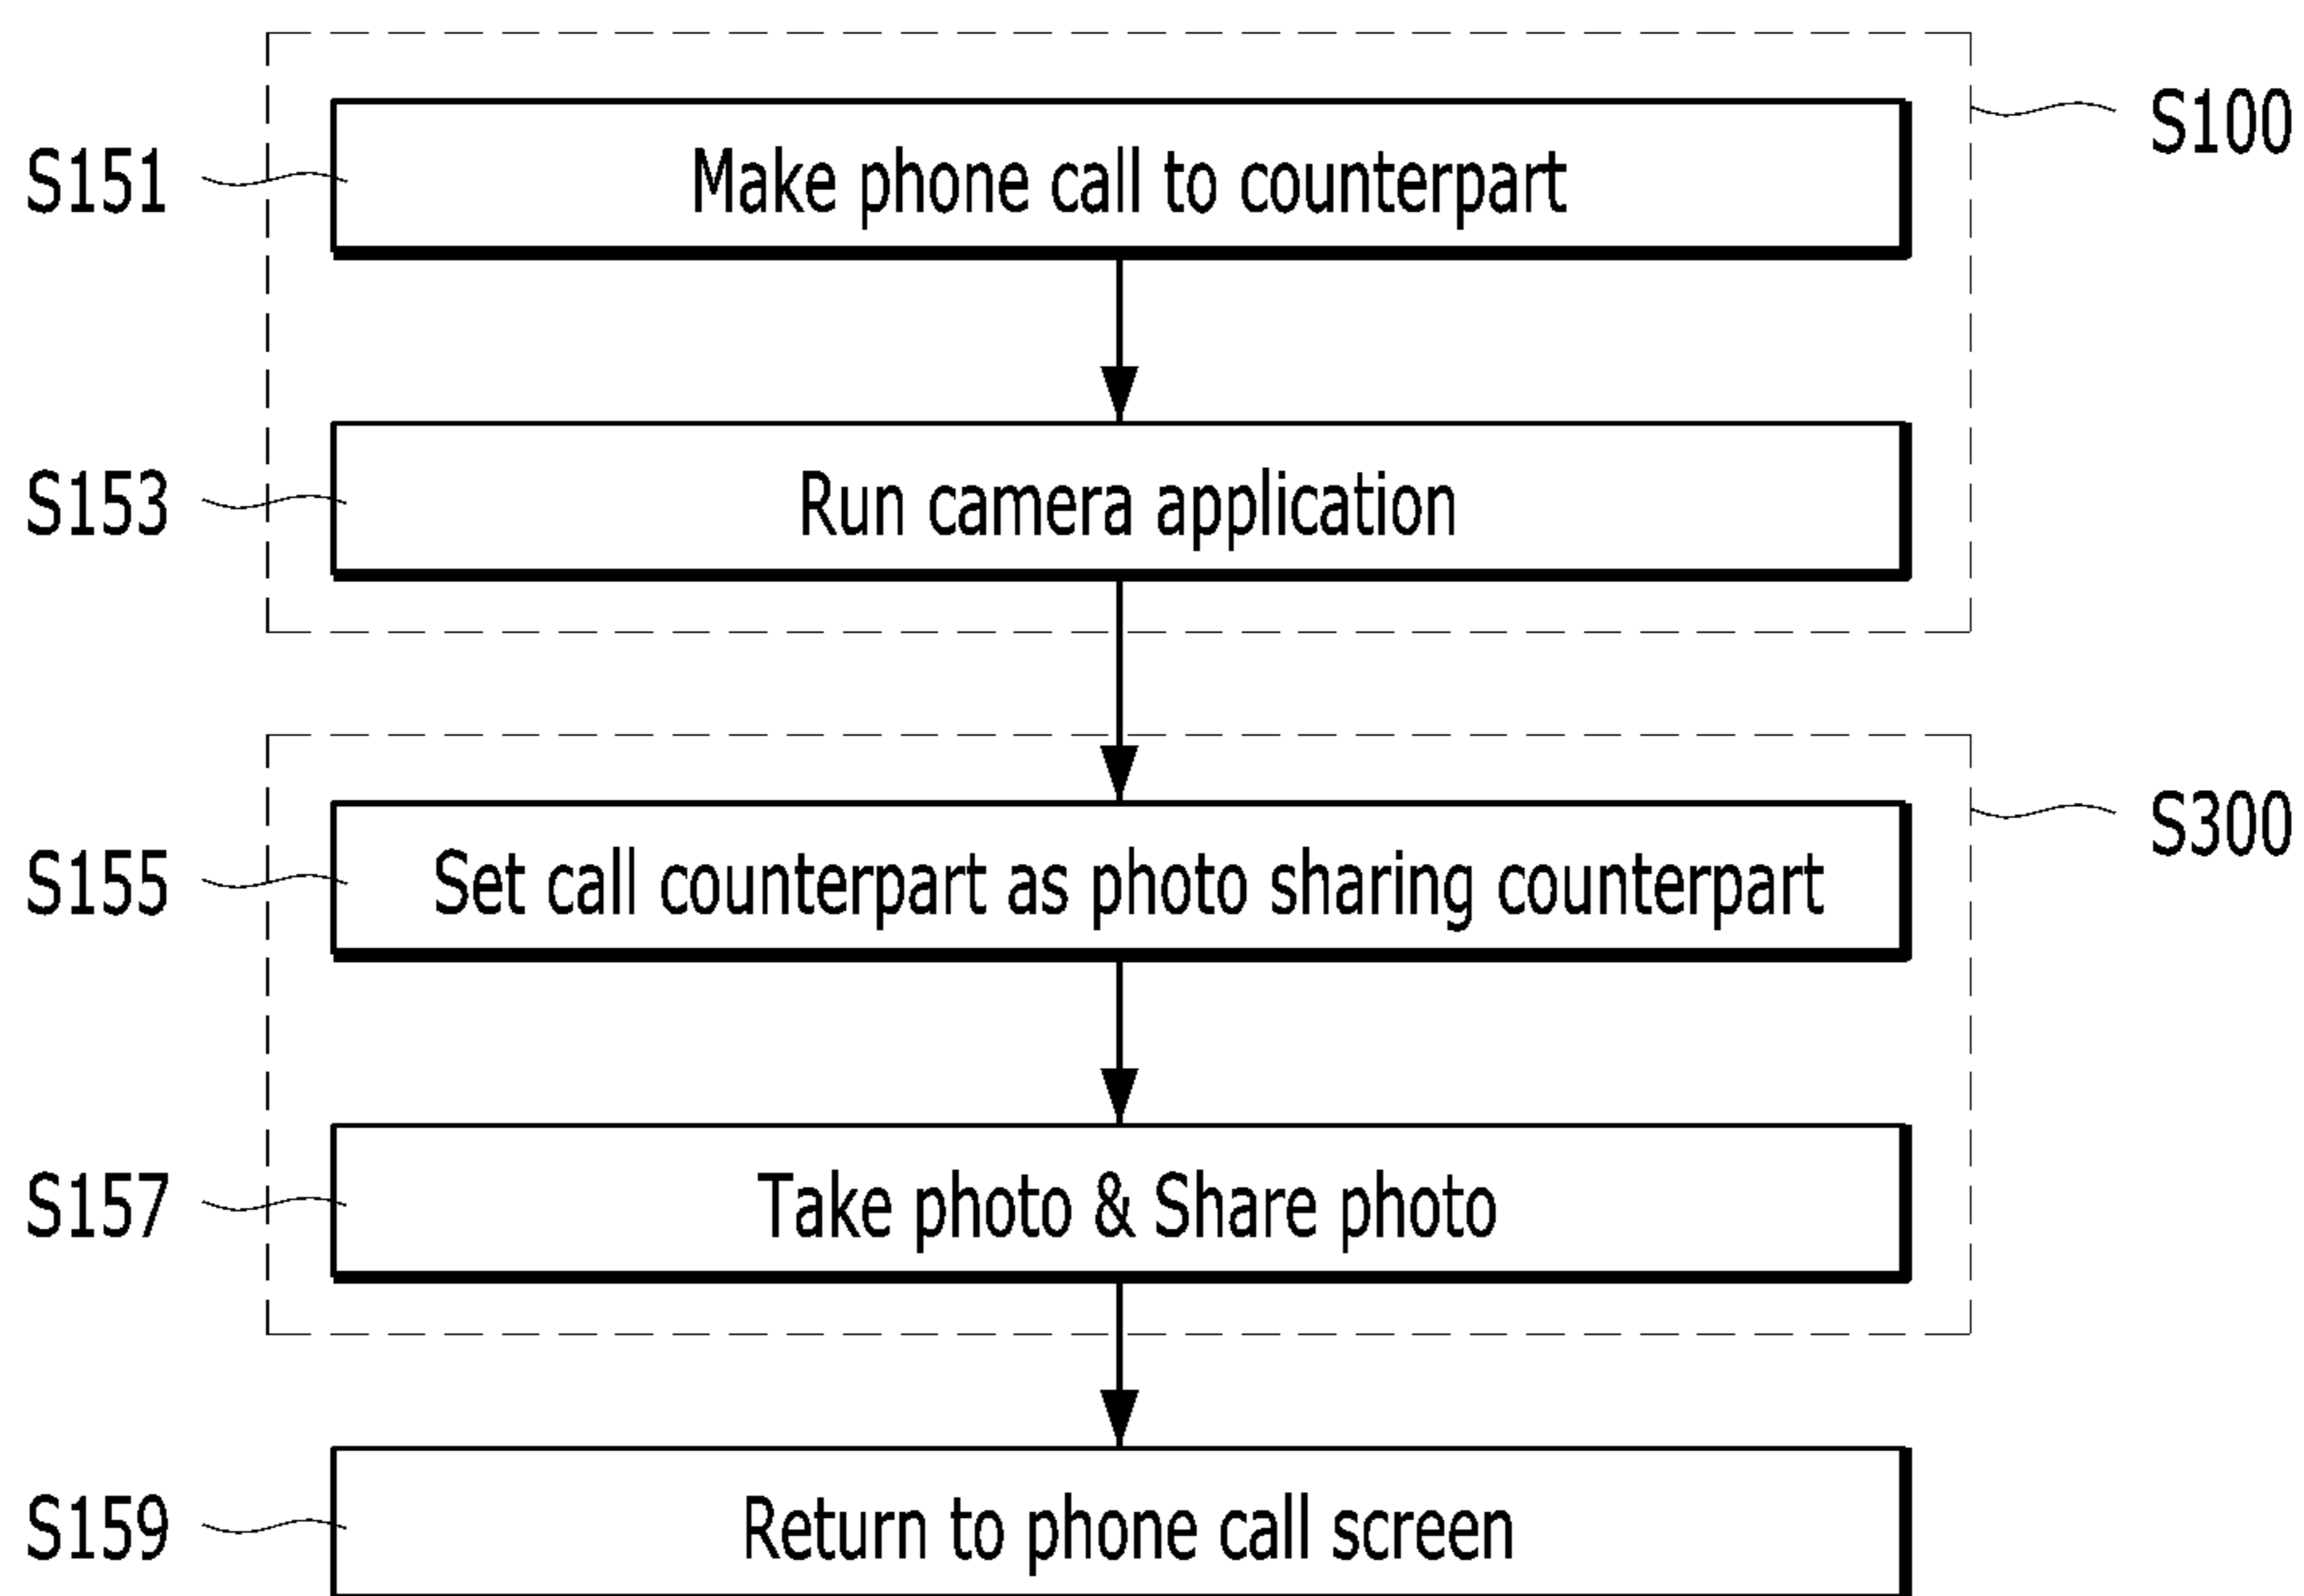 S100
S151 Make phone call to counterpart
S153 Run camera application
S300
S155 Set call counterpart as photo sharing counterpart
S157 Take photo & Share photo
S159 Return to phone call screen